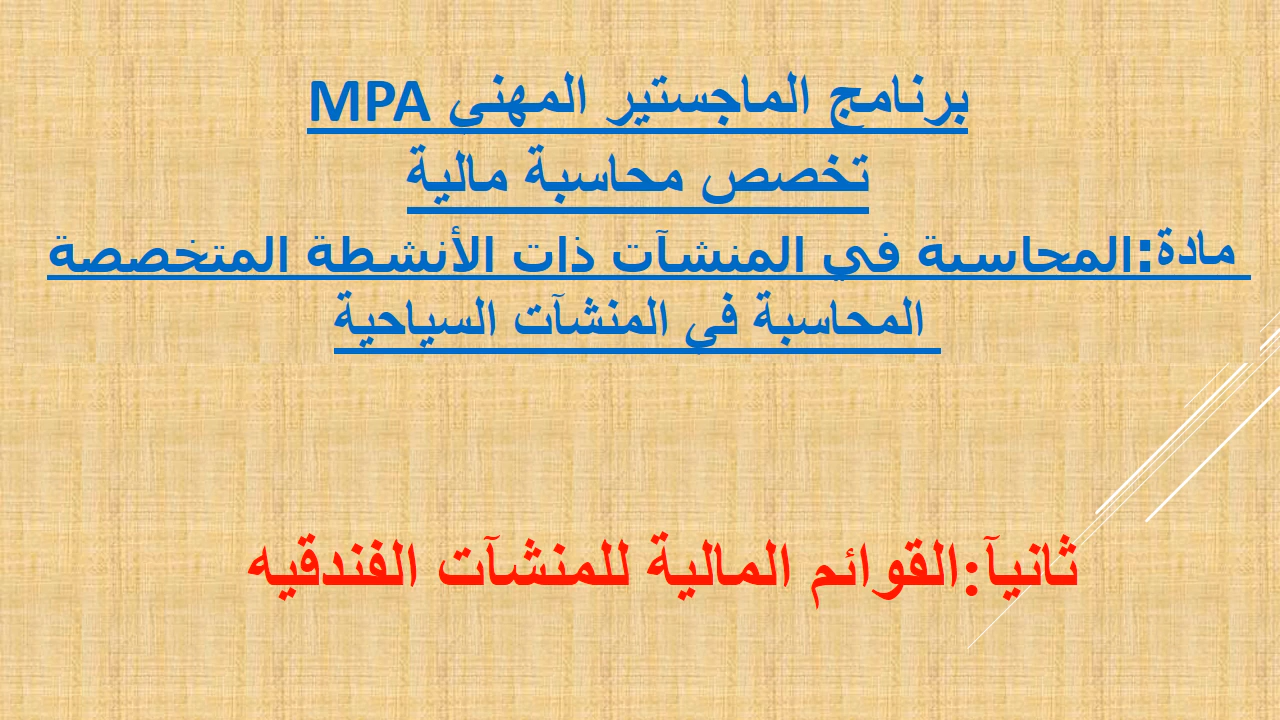 برنامج الماجستير المهنى MPA
تخصص محاسبة مالية
مادة:المحاسبة في المنشآت ذات الأنشطة المتخصصة
المحاسبة في المنشآت السياحية
ثانيآ:القوائم المالية للمنشآت الفندقيه